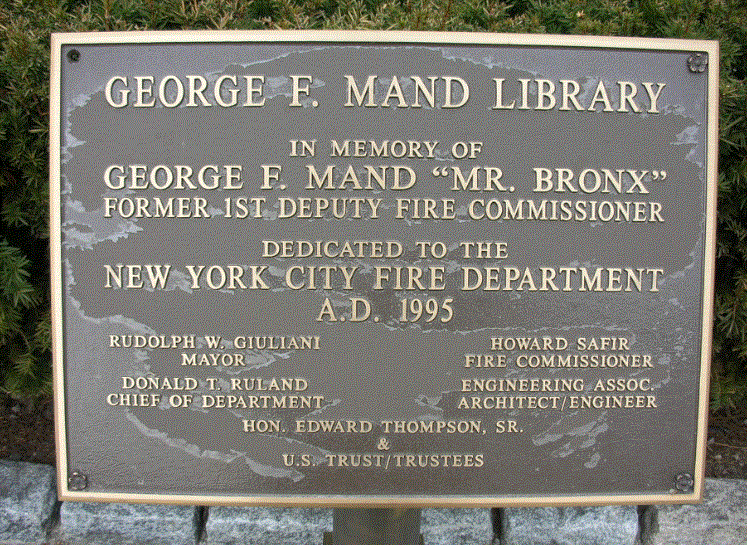 GEORGE F. MAND LIBRARY
IN MEMORY OF
GEORGE F. MAND "MR. BRONX"
FORMER 1ST DEPUTY FIRE COMMISSIONER
DEDICATED TO THE
NEW YORK CITY FIRE DEPARTMENT
A.D. 1995
RUDOLPH W. GIULIANI
MAYOR
HOWARD SAFIR
FIRE COMMISSIONER
DONALD T. RULAND
CHIEF OF DEPARTMENT
ENGINEERING ASSOC.
ARCHITECT/ENGINEER
HON. EDWARD THOMPSON, SR.
&
U.S. TRUST/TRUSTEES